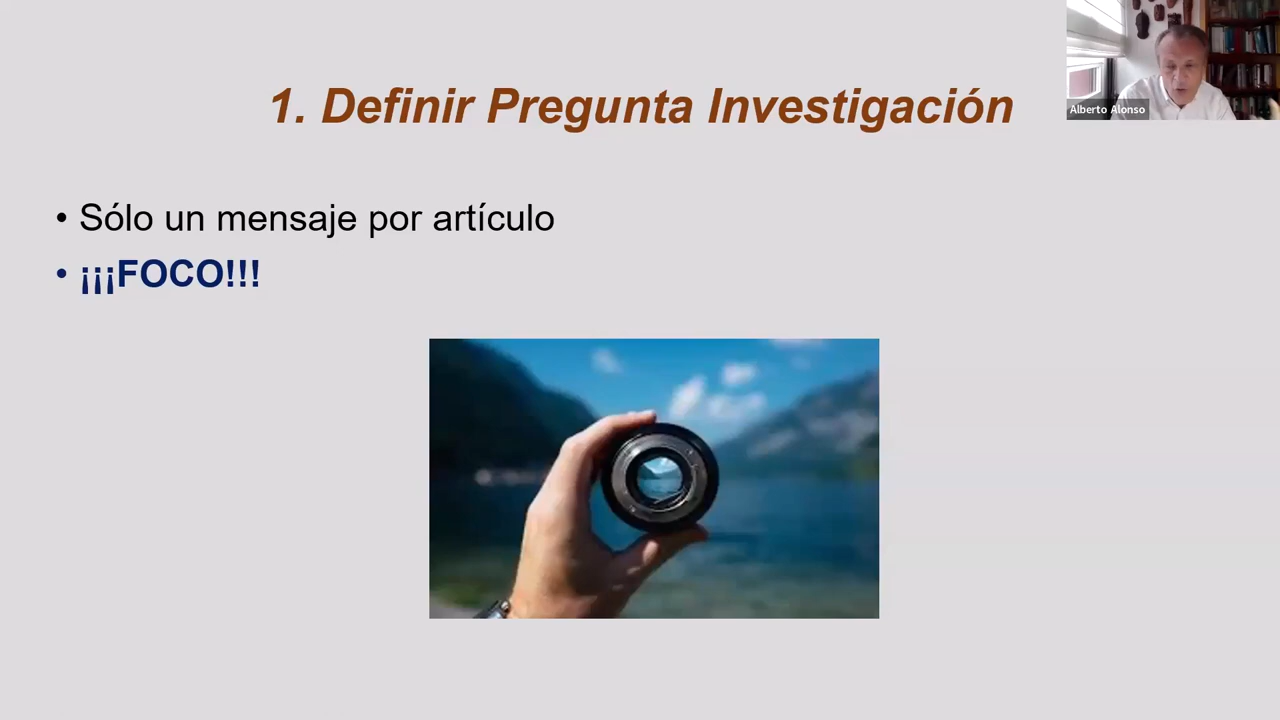 1. Definir Pregunta Investigación
Alberto Alonso
• Sólo un mensaje por artículo
• ¡¡¡FOCO!!!